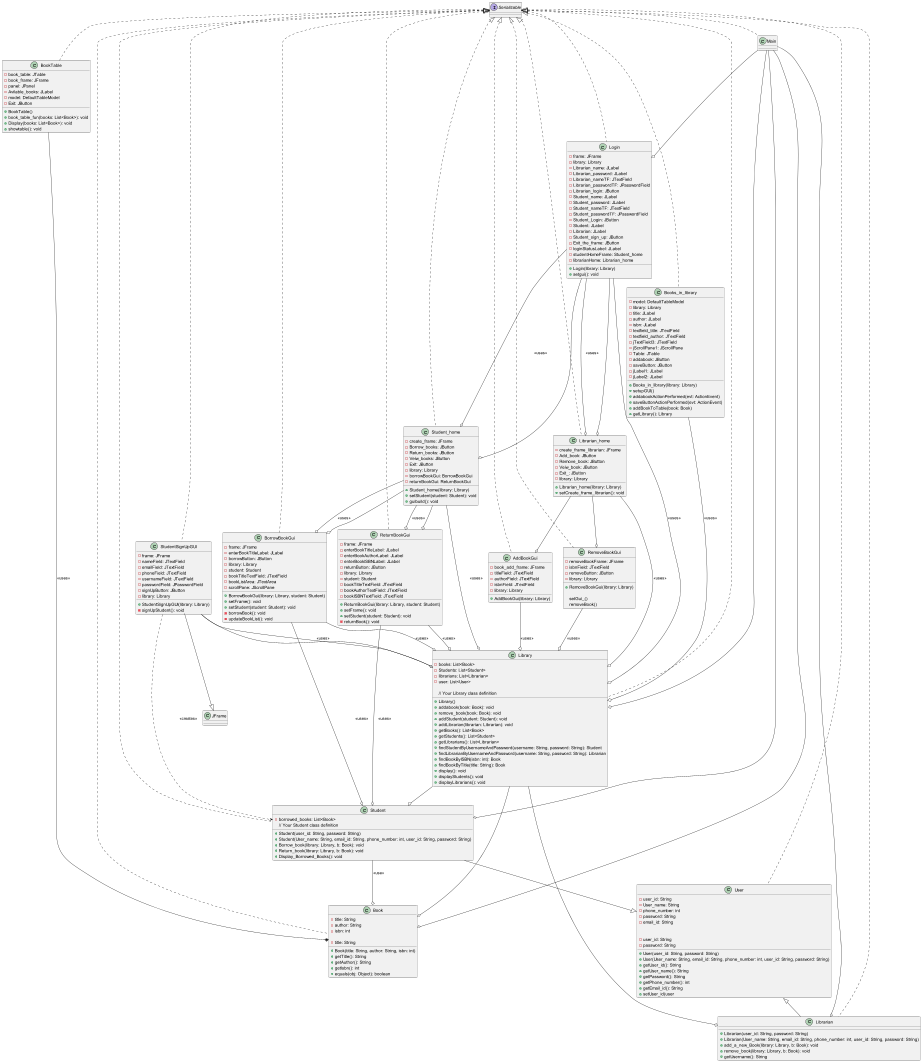 Serializable
Main
BookTable
book_table: JTable
book_frame: JFrame
panel: JPanel
Avilable_books: JLabel
model: DefaultTableModel
Exit: JButton
BookTable()
book_table_fun(books: List<Book>): void
Display(books: List<Book>): void
showtable(): void
Login
frame: JFrame
library: Library
Librarian_name: JLabel
Librarian_password: JLabel
Librarian_nameTF: JTextField
Librarian_passwordTF: JPasswordField
Librarian_login: JButton
Student_name: JLabel
Student_password: JLabel
Student_nameTF: JTextField
Student_passwordTF: JPasswordField
Student_Login: JButton
Student: JLabel
Librarian: JLabel
Student_sign_up: JButton
Exit_the_frame: JButton
loginStatusLabel: JLabel
studentHomeFrame: Student_home
librarianHome: Librarian_home
Login(library: Library)
setgui(): void
Books_in_library
model: DefaultTableModel
library: Library
title: JLabel
author: JLabel
isbn: JLabel
textfield_title: JTextField
textfield_author: JTextField
jTextField3: JTextField
jScrollPane1: JScrollPane
Table: JTable
addabook: JButton
saveButton: JButton
jLabel1: JLabel
jLabel2: JLabel
Books_in_library(library: Library)
setupGUI()
addabookActionPerformed(evt: ActionEvent)
saveButtonActionPerformed(evt: ActionEvent)
addBookToTable(book: Book)
getLibrary(): Library
«uses»
«uses»
Student_home
create_frame: JFrame
Borrow_books: JButton
Return_books: JButton
View_books: JButton
Exit: JButton
library: Library
borrowBookGui: BorrowBookGui
returnBookGui: ReturnBookGui
Student_home(library: Library)
setStudent(student: Student): void
guibuild(): void
Librarian_home
create_frame_librarian: JFrame
Add_book: JButton
Remove_book: JButton
View_book: JButton
Exit_: JButton
library: Library
Librarian_home(library: Library)
setCreate_frame_librarian(): void
«uses»
«uses»
StudentSignUpGUI
frame: JFrame
nameField: JTextField
emailField: JTextField
phoneField: JTextField
usernameField: JTextField
passwordField: JPasswordField
signUpButton: JButton
library: Library
StudentSignUpGUI(library: Library)
signUpStudent(): void
BorrowBookGui
frame: JFrame
enterBookTitleLabel: JLabel
borrowButton: JButton
library: Library
student: Student
bookTitleTextField: JTextField
bookListArea: JTextArea
scrollPane: JScrollPane
BorrowBookGui(library: Library, student: Student)
setFrame(): void
setStudent(student: Student): void
borrowBook(): void
updateBookList(): void
ReturnBookGui
frame: JFrame
enterBookTitleLabel: JLabel
enterBookAuthorLabel: JLabel
enterBookISBNLabel: JLabel
returnButton: JButton
library: Library
student: Student
bookTitleTextField: JTextField
bookAuthorTextField: JTextField
bookISBNTextField: JTextField
ReturnBookGui(library: Library, student: Student)
setFrame(): void
setStudent(student: Student): void
returnBook(): void
AddBookGui
book_add_frame: JFrame
titleField: JTextField
authorField: JTextField
isbnField: JTextField
library: Library
AddBookGui(library: Library)
RemoveBookGui
removeBookFrame: JFrame
isbnField: JTextField
removeButton: JButton
library: Library
RemoveBookGui(library: Library)
setGui_()
removeBook()
«uses»
«uses»
«uses»
«uses»
«uses»
Library
books: List<Book>
Students: List<Student>
librarians: List<Librarian>
user: List<User>
// Your Library class definition
Library()
addabook(book: Book): void
remove_book(book: Book): void
addStudent(student: Student): void
addLibrarian(librarian: Librarian): void
getBooks(): List<Book>
getStudents(): List<Student>
getLibrarians(): List<Librarian>
findStudentByUsernameAndPassword(username: String, password: String): Student
findLibrarianByUsernameAndPassword(username: String, password: String): Librarian
findBookByISBN(isbn: int): Book
findBookByTitle(title: String): Book
display(): void
displayStudents(): void
displayLibrarians(): void
JFrame
«creates»
«uses»
Student
borrowed_books: List<Book>
// Your Student class definition
Student(user_id: String, password: String)
Student(User_name: String, email_id: String, phone_number: int, user_id: String, password: String)
Borrow_book(library: Library, b: Book): void
Return_book(library: Library, b: Book): void
Display_Borrowed_Books(): void
Book
title: String
author: String
isbn: int
title: String
Book(title: String, author: String, isbn: int)
getTitle(): String
getAuthor(): String
getIsbn(): int
equals(obj: Object): boolean
User
user_id: String
User_name: String
phone_number: int
password: String
email_id: String
user_id: String
password: String
User(user_id: String, password: String)
User(User_name: String, email_id: String, phone_number: int, user_id: String, password: String)
getUser_id(): String
getUser_name(): String
getPassword(): String
getPhone_number(): int
getEmail_id(): String
setUser_id(user
Librarian
Librarian(user_id: String, password: String)
Librarian(User_name: String, email_id: String, phone_number: int, user_id: String, password: String)
add_a_new_Book(library: Library, b: Book): void
remove_book(library: Library, b: Book): void
getUsername(): String